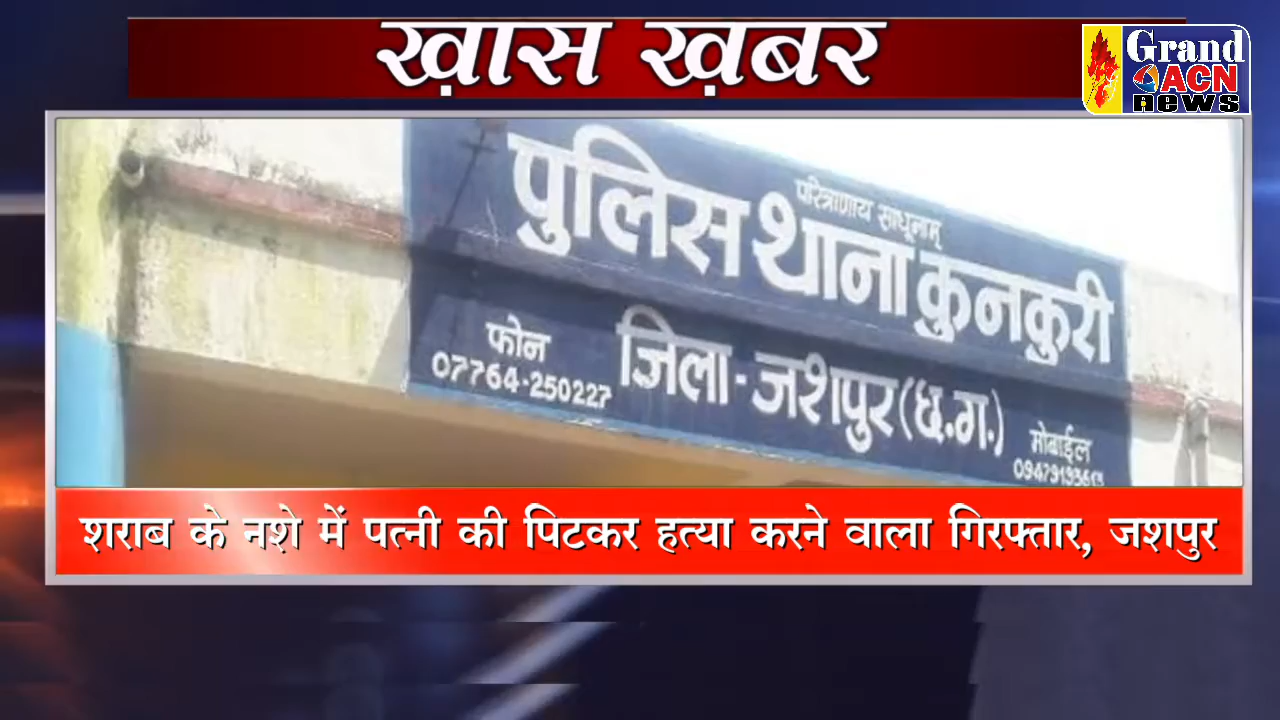 ख़ास ख़बर
Grand
ACN
news
परित्राणाय साधूनाम्
पुलिस थाना कुनकुरी
फोन
07764-250227
जिला-जशपुर (छ.ग.)
मोबाईल
शराब के नशे में पत्नी की पिटकर हत्या करने वाला गिरफ्तार, जशपुर